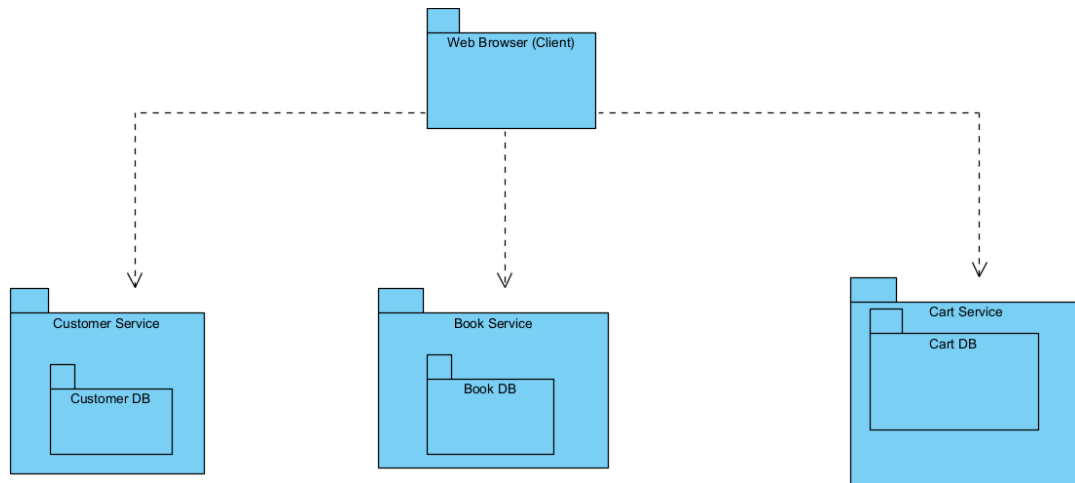 Web Browser (Client)
Customer Service
Customer DB
Book Service
Book DB
Cart Service
Cart DB